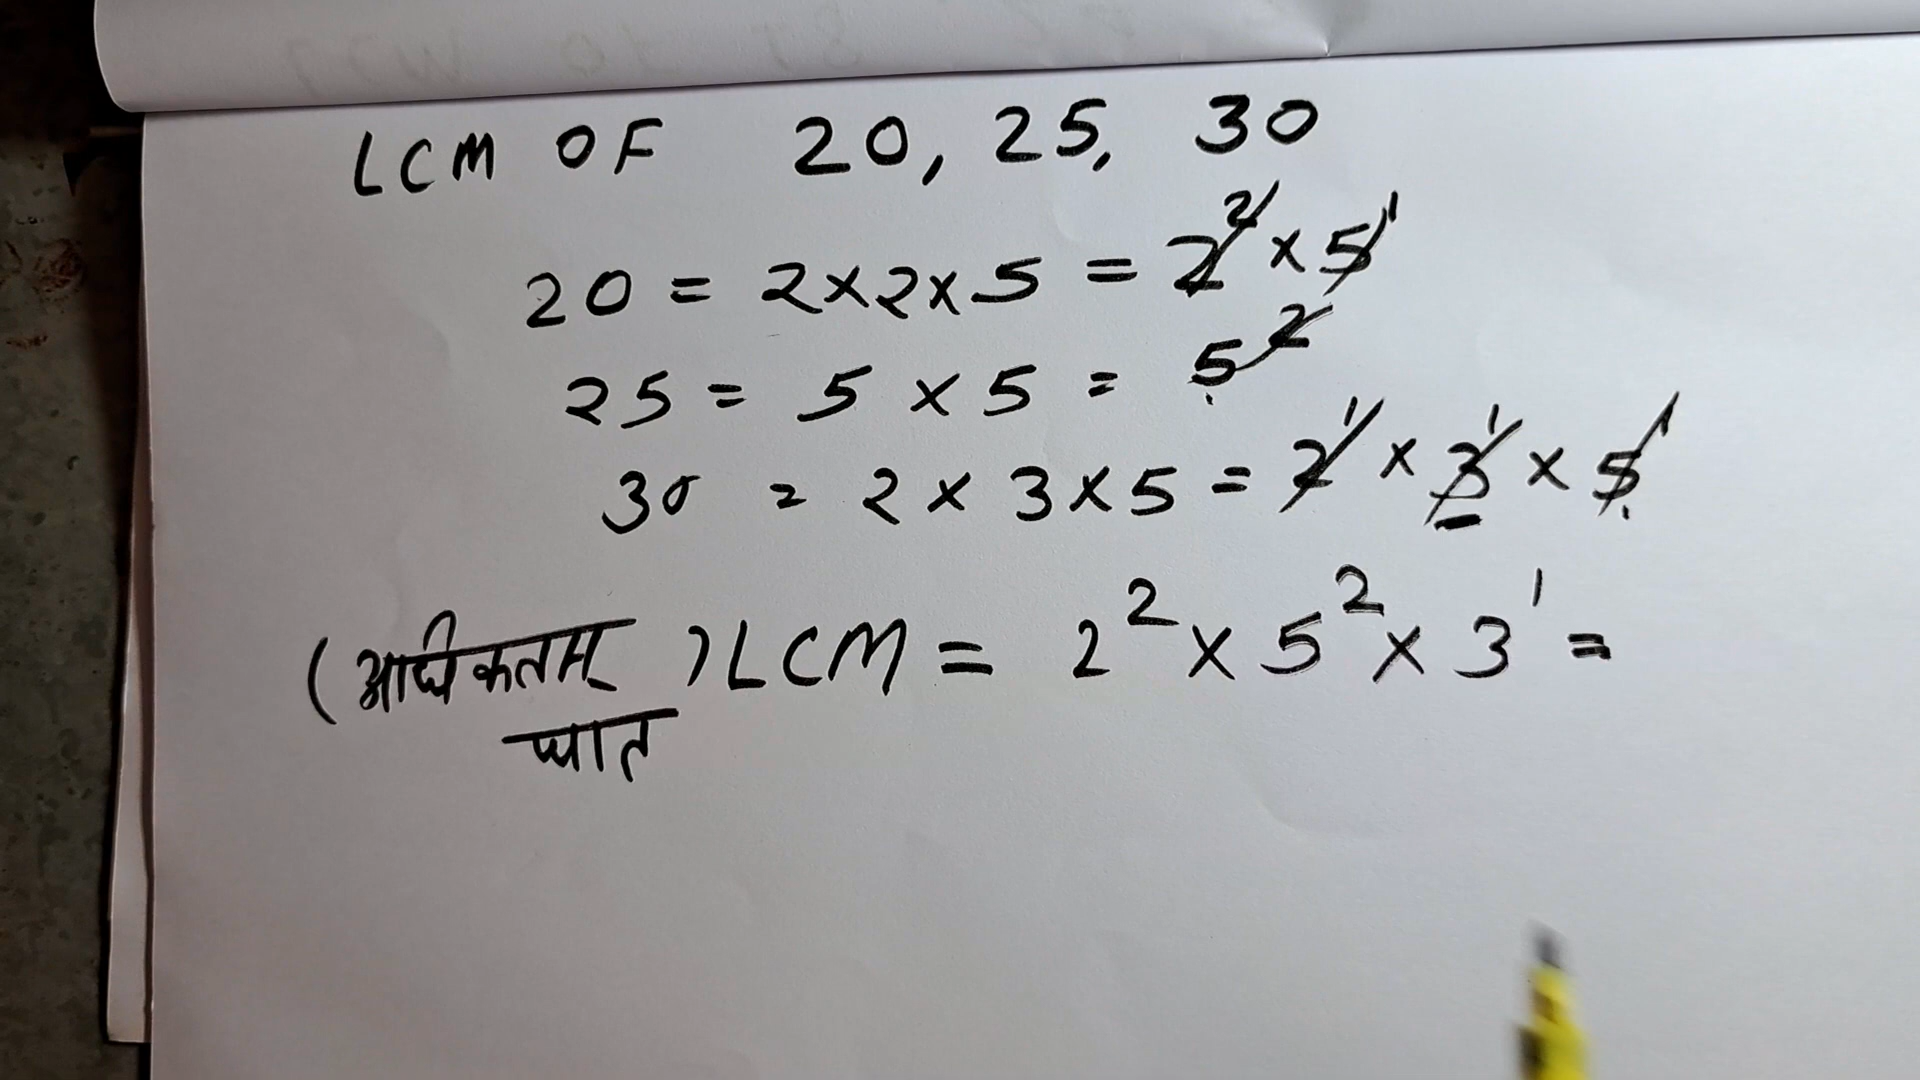 LCM OF 20, 25, 30
20 = 2×2×5 = 2² × 5¹
25 = 5 × 5 = 5²
30 = 2 × 3 × 5 = 2¹ × 3¹ × 5¹
(अधिकतम ) LCM = 2² × 5² × 3¹ =
घात